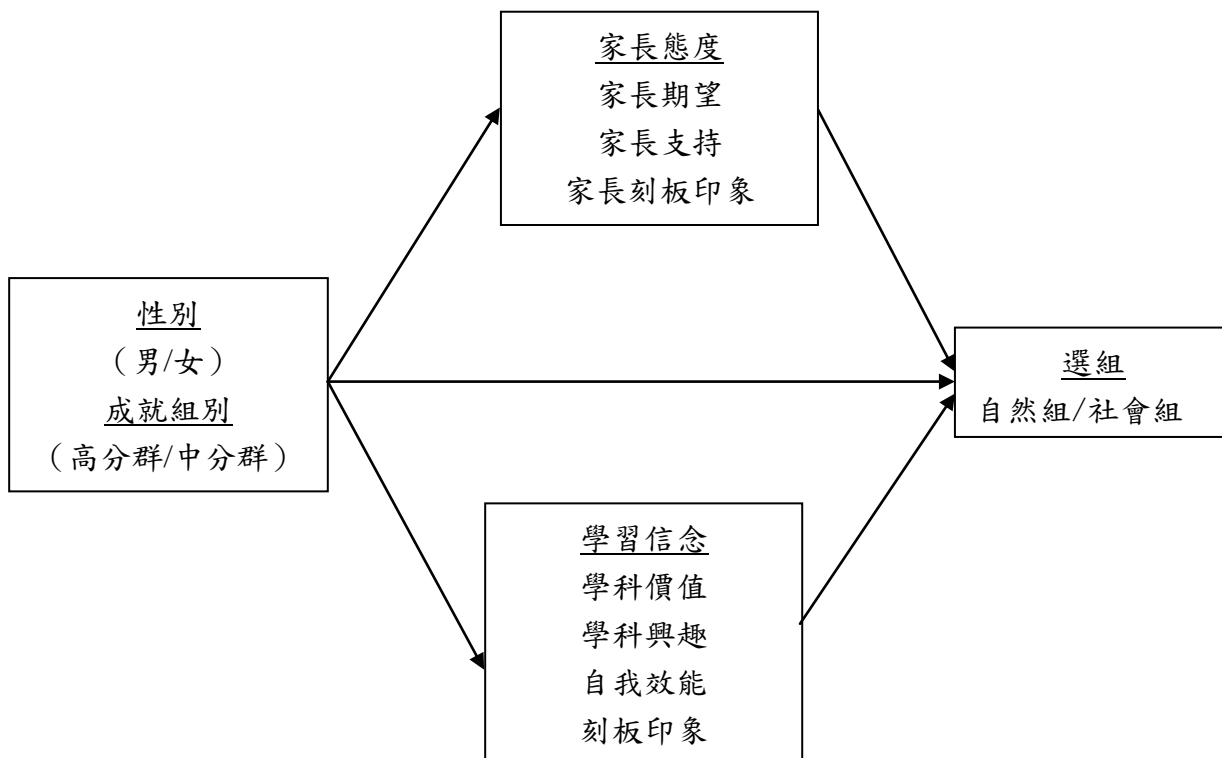 家長態度
家長期望
家長支持
家長刻板印象
性別
（男/女）
成就組別
（高分群/中分群）
選組
自然組/社會組
學習信念
學科價值
學科興趣
自我效能
刻板印象